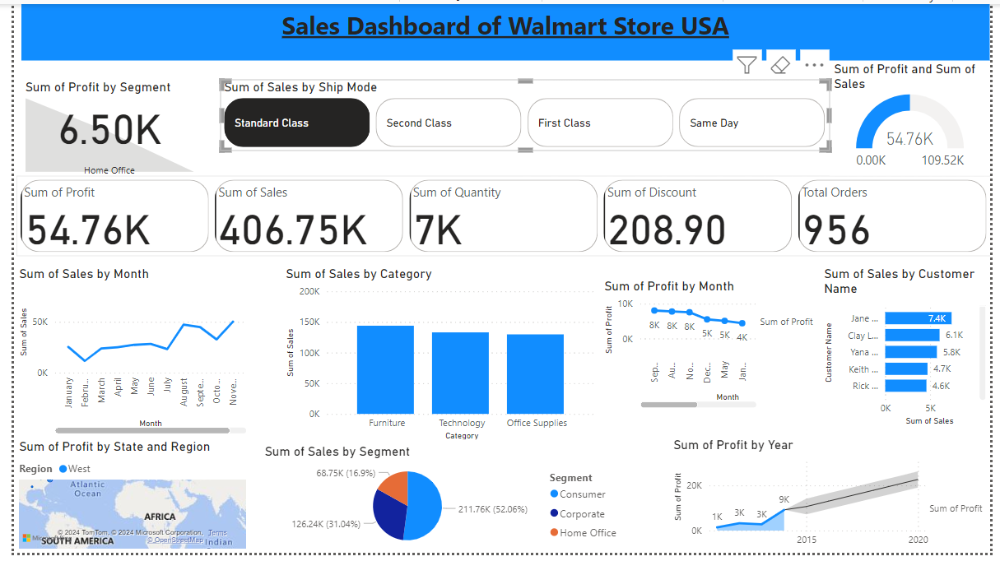 Sales Dashboard of Walmart Store USA
Sum of Profit by Segment
6.50K
Home Office
Sum of Sales by Ship Mode
Standard Class
Second Class
First Class
Same Day
Sum of Profit and Sum of
Sales
54.76K
0.00K
109.52K
Sum of Profit
54.76K
Sum of Sales
406.75K
Sum of Quantity
7K
Sum of Discount
208.90
Total Orders
956
Sum of Sales by Month
Sum of Sales
50K
0K
January
Febru...
March
April
May
June
July
August
Septe...
Octo...
Nove...
Month
Sum of Sales by Category
Sum of Sales
200K
150K
100K
50K
0K
Furniture
Technology
Office Supplies
Category
Sum of Profit by Month
Sum of Profit
10K
0K
8K
8K
8K
5K
5K
4K
Sum of Profit
Sep...
Au...
No...
Dec...
May
Jan...
Month
Sum of Sales by Customer
Name
Customer Name
Jane ...
7.4K
Clay L...
6.1K
Yana ...
5.8K
Keith ...
4.7K
Rick ...
4.6K
0K
5K
Sum of Sales
Sum of Profit by State and Region
Region
West
Atlantic
Ocean
AFRICA
© 2024 TomTom, © 2024 Microsoft Corporation, Terms
© OpenStreetMap
Indian
SOUTH AMERICA
Sum of Sales by Segment
68.75K (16.9%)
126.24K (31.04%)
211.76K (52.06%)
Segment
Consumer
Corporate
Home Office
Sum of Profit by Year
Sum of Profit
20K
0K
1K
3K
3K
9K
Sum of Profit
2015
2020